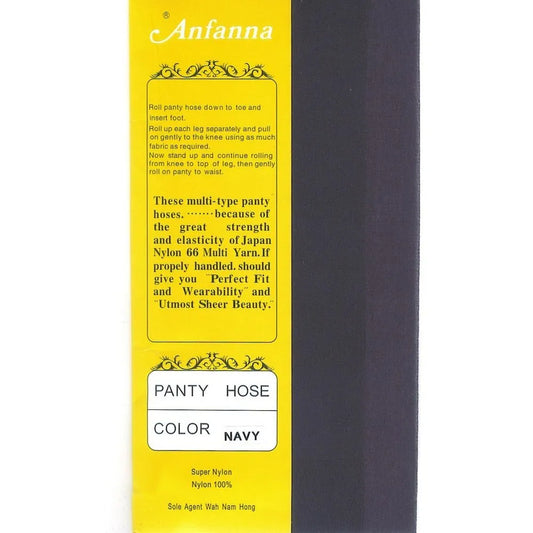 ® Anfanna
Roll panty hose down to toe and
insert foot.
Roll up each leg separately and pull
on gently to the knee using as much
fabric as required.
Now stand up and continue rolling
from knee to top of leg, then gently
roll on panty to waist.
These multi-type panty
hoses. ·······because of
the great strength
and elasticity of Japan
Nylon 66 Multi Yarn.If
propely handled. should
give you ¨Perfect Fit
and Wearability¨ and
¨Utmost Sheer Beauty.¨
PANTY HOSE
COLOR NAVY
Super Nylon
Nylon 100%
Sole Agent Wah Nam Hong